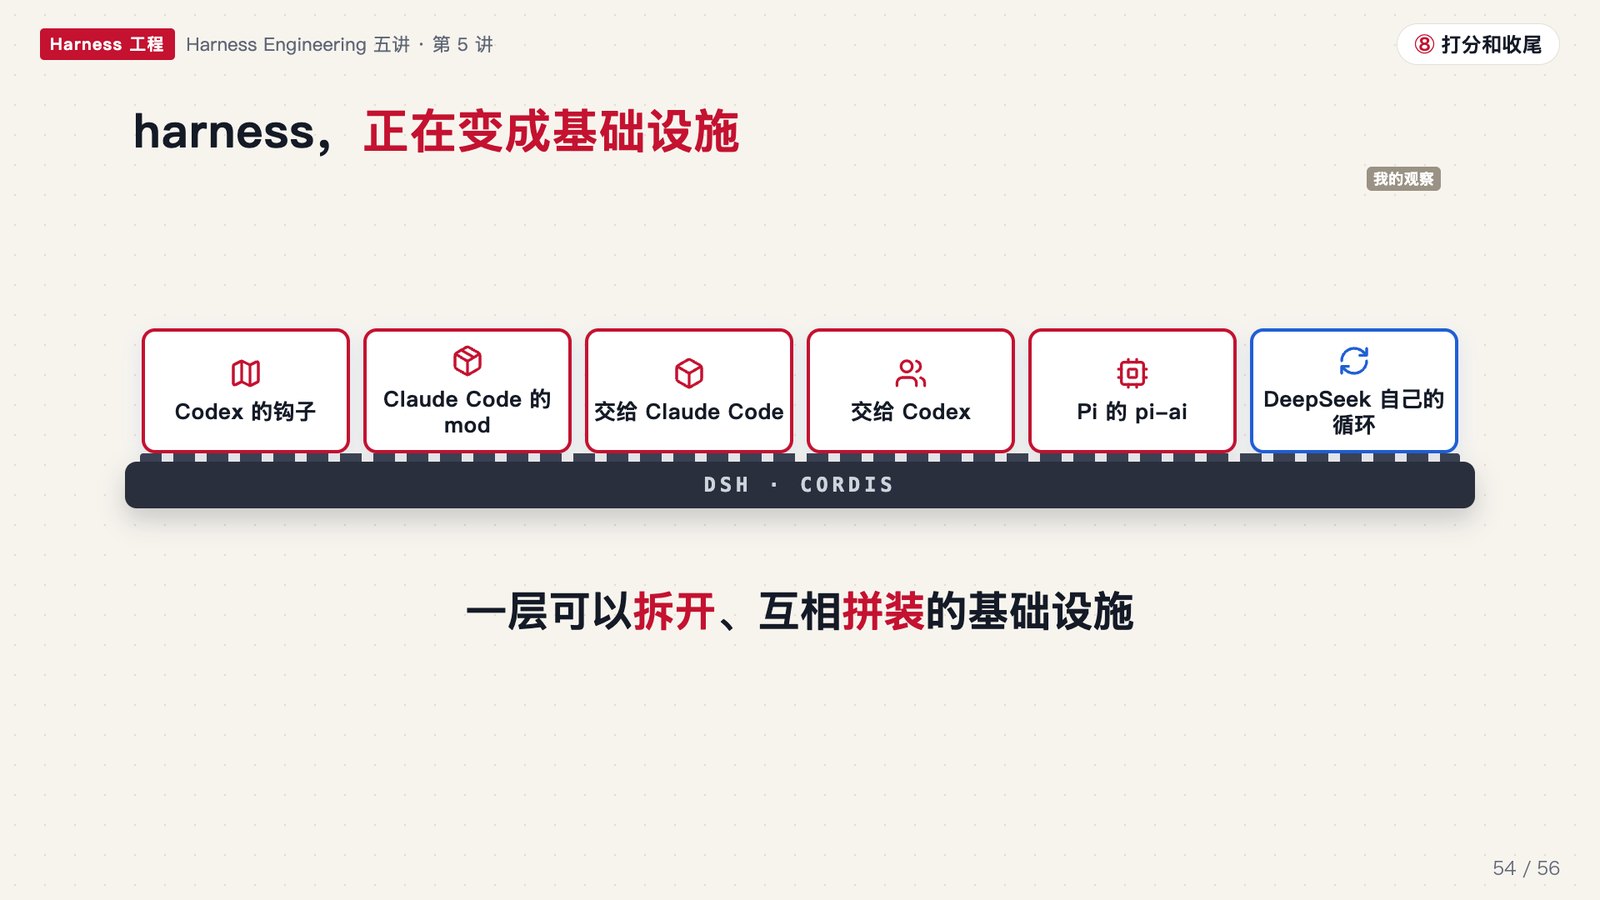 Harness 工程 Harness Engineering 五讲 · 第 5 讲
⑧ 打分和收尾
harness，正在变成基础设施
我的观察
Codex 的钩子
Claude Code 的
mod
交给 Claude Code
交给 Codex
Pi 的 pi-ai
DeepSeek 自己的
循环
DSH · CORDIS
一层可以拆开、互相拼装的基础设施
54 / 56